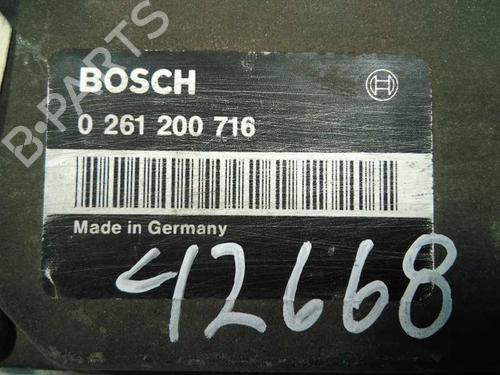 BOSCH
0 261 200 716
Made in Germany
42668
B-PARTS